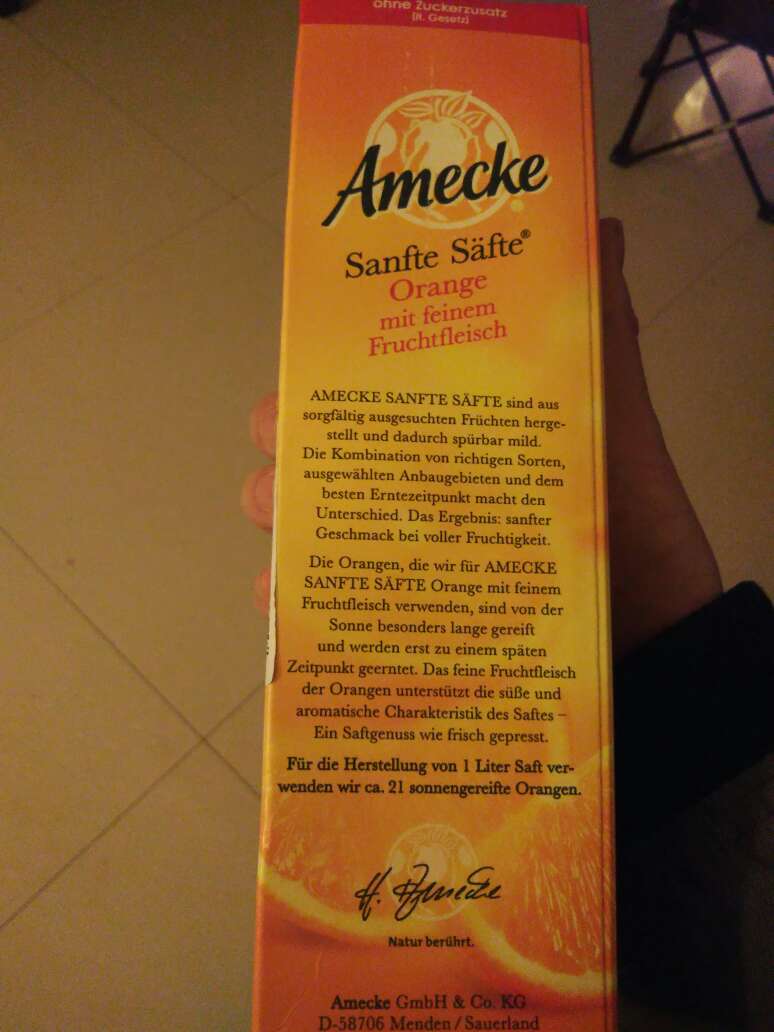 ohne Zuckerzusatz
(lt. Gesetz)
Amecke
Sanfte Säfte®
Orange
mit feinem
Fruchtfleisch
AMECKE SANFTE SÄFTE sind aus
sorgfältig ausgesuchten Früchten herge-
stellt und dadurch spürbar mild.
Die Kombination von richtigen Sorten,
ausgewählten Anbaugebieten und dem
besten Erntezeitpunkt macht den
Unterschied. Das Ergebnis: sanfter
Geschmack bei voller Fruchtigkeit.
Die Orangen, die wir für AMECKE
SANFTE SÄFTE Orange mit feinem
Fruchtfleisch verwenden, sind von der
Sonne besonders lange gereift
und werden erst zu einem späten
Zeitpunkt geerntet. Das feine Fruchtfleisch
der Orangen unterstützt die süße und
aromatische Charakteristik des Saftes –
Ein Saftgenuss wie frisch gepresst.
Für die Herstellung von 1 Liter Saft ver-
wenden wir ca. 21 sonnengereifte Orangen.
H. Amecke
Natur berührt.
Amecke GmbH & Co. KG
D-58706 Menden / Sauerland